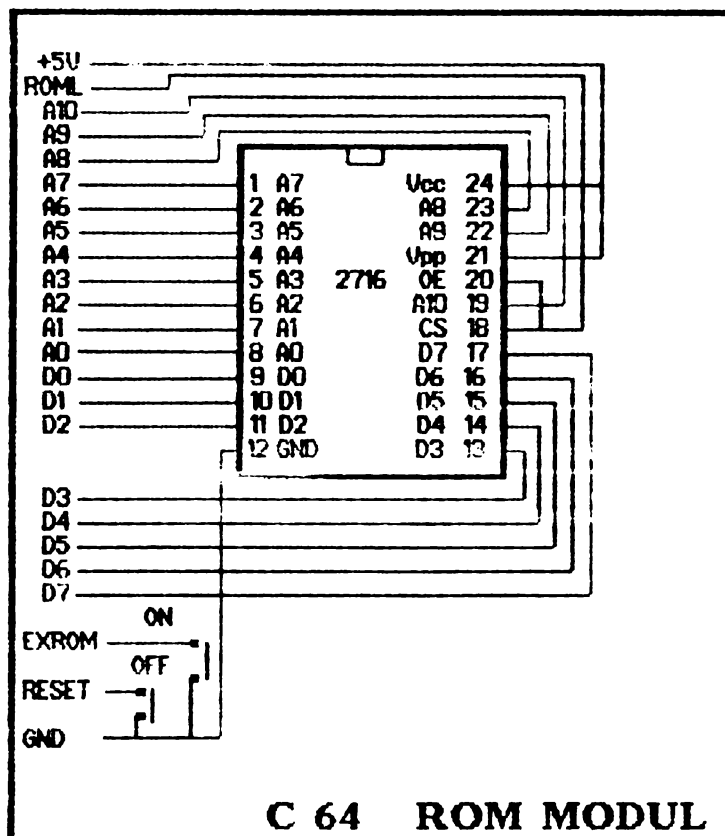 +5V
ROML
A10
A9
A8
A7 1 A7 Vcc 24
A6 2 A6 A8 23
A5 3 A5 A9 22
A4 4 A4 Vpp 21
A3 5 A3 2716 OE 20
A2 6 A2 A10 19
A1 7 A1 CS 18
A0 8 A0 D7 17
D0 9 D0 D6 16
D1 10 D1 D5 15
D2 11 D2 D4 14
12 GND D3 13
D3
D4
D5
D6
D7
ON
EXROM
OFF
RESET
GND
C 64 ROM MODUL